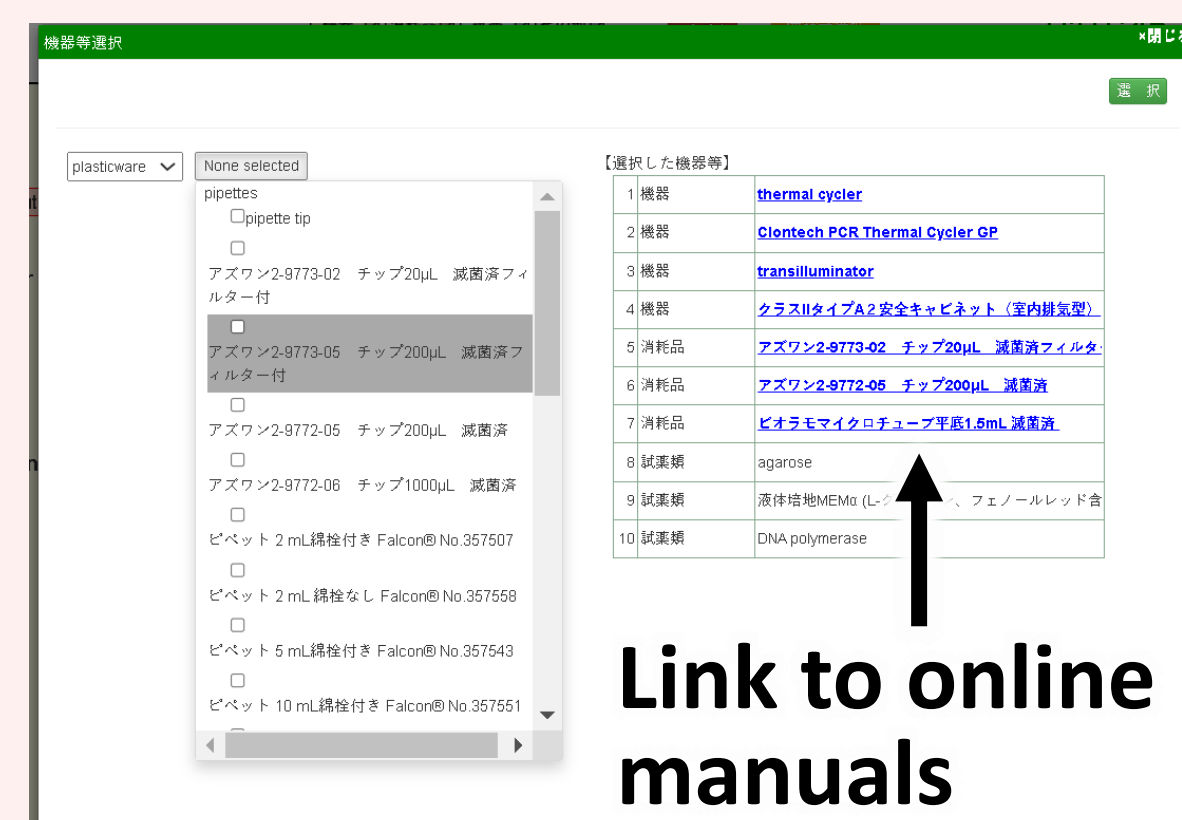 機器等選択
×閉じ
選 択
plasticware
None selected
pipettes
pipette tip
アズワン2-9773-02 チップ20μL 滅菌済フィ
ルター付
アズワン2-9773-05 チップ200μL 滅菌済フ
ィルター付
アズワン2-9772-05 チップ200μL 滅菌済
アズワン2-9772-06 チップ1000μL 滅菌済
ピペット 2 mL綿栓付き Falcon® No.357507
ピペット 2 mL 綿栓なし Falcon® No.357558
ピペット 5 mL綿栓付き Falcon® No.357543
ピペット 10 mL綿栓付き Falcon® No.357551
【選択した機器等】
1 機器 thermal cycler
2 機器 Clontech PCR Thermal Cycler GP
3 機器 transilluminator
4 機器 クラスIIタイプA2安全キャビネット（室内排気型）
5 消耗品 アズワン2-9773-02 チップ20μL 滅菌済フィルタ
6 消耗品 アズワン2-9772-05 チップ200μL 滅菌済
7 消耗品 ビオラモマイクロチューブ平底1.5mL 滅菌済
8 試薬類 agarose
9 試薬類 液体培地MEMα (L-、フェノールレッド含
10 試薬類 DNA polymerase
Link to online
manuals